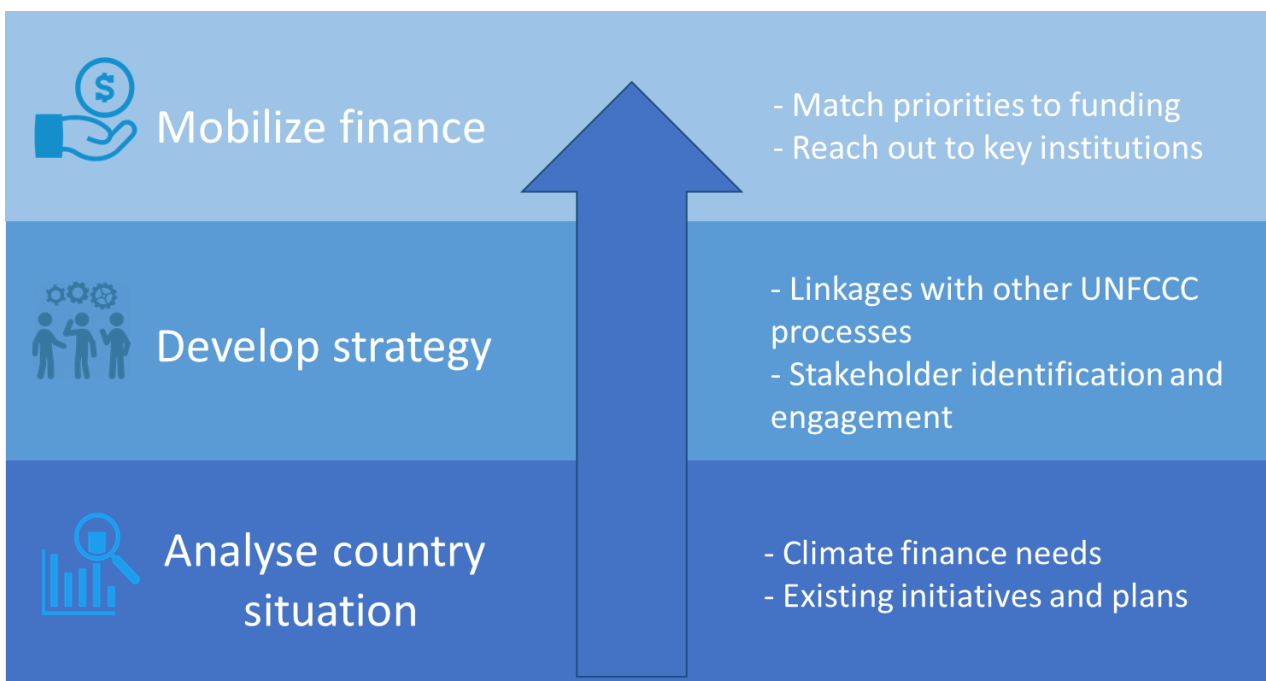 $
Mobilize finance
- Match priorities to funding
- Reach out to key institutions
Develop strategy
- Linkages with other UNFCCC
processes
- Stakeholder identification and
engagement
Analyse country
situation
- Climate finance needs
- Existing initiatives and plans